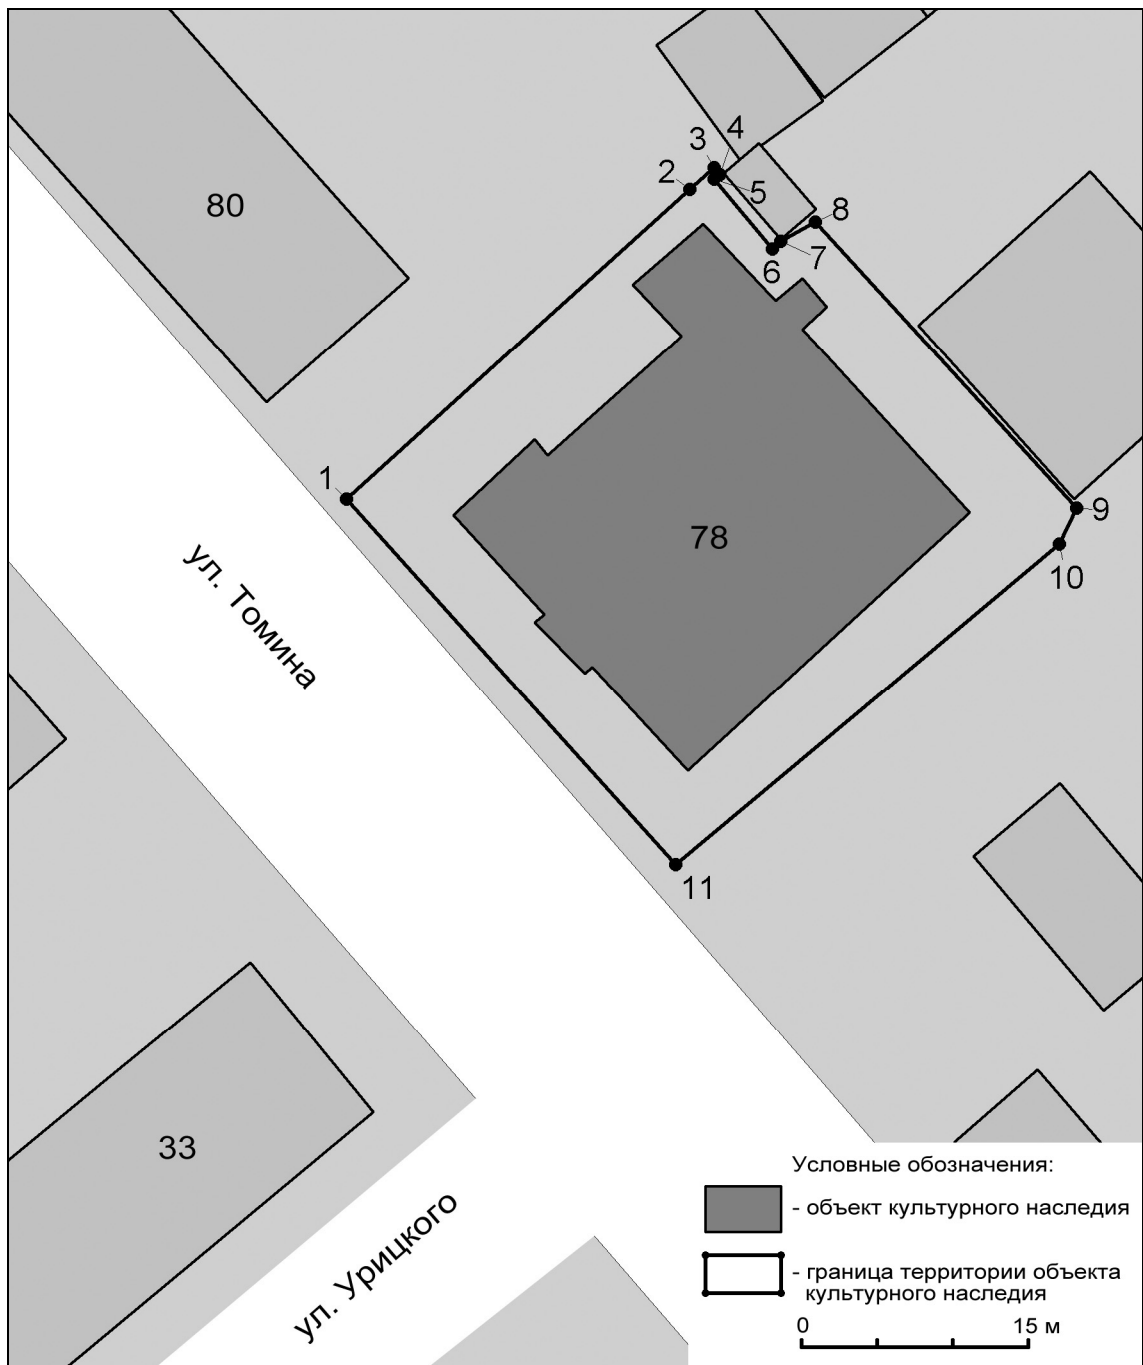 4
3
2
5
80
8
7
6
1
9
78
10
ул. Томина
11
33
Условные обозначения:
- объект культурного наследия
ул. Урицкого
- граница территории объекта
культурного наследия
0 15 м